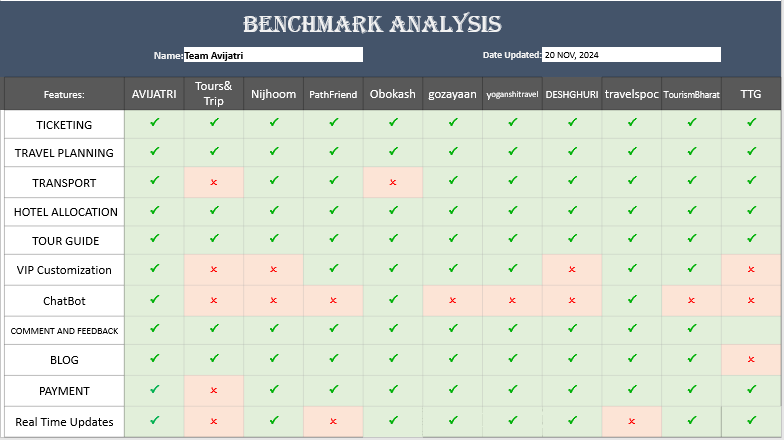 BENCHMARK ANALYSIS
Name: Team Avijatri Date Updated: 20 NOV, 2024
Features: AVIJATRI Tours& Trip Nijhoom PathFriend Obokash gozayaan yoganshitravel DESHGHURI travelspoc TourismBharat TTG
TICKETING ✓ ✓ ✓ ✓ ✓ ✓ ✓ ✓ ✓ ✓ ✓
TRAVEL PLANNING ✓ ✓ ✓ ✓ ✓ ✓ ✓ ✓ ✓ ✓ ✓
TRANSPORT ✓ × ✓ ✓ × ✓ ✓ ✓ ✓ ✓ ✓
HOTEL ALLOCATION ✓ ✓ ✓ ✓ ✓ ✓ ✓ ✓ ✓ ✓ ✓
TOUR GUIDE ✓ ✓ ✓ ✓ ✓ ✓ ✓ ✓ ✓ ✓ ✓
VIP Customization ✓ × × ✓ ✓ ✓ ✓ × ✓ ✓ ×
ChatBot ✓ × × × ✓ × × × ✓ × ×
COMMENT AND FEEDBACK ✓ ✓ ✓ ✓ ✓ ✓ ✓ ✓ ✓ ✓
BLOG ✓ ✓ ✓ ✓ ✓ ✓ ✓ ✓ ✓ ✓ ×
PAYMENT ✓ × ✓ ✓ ✓ ✓ ✓ ✓ ✓ ✓ ✓
Real Time Updates ✓ × ✓ × ✓ ✓ ✓ ✓ × ✓ ✓